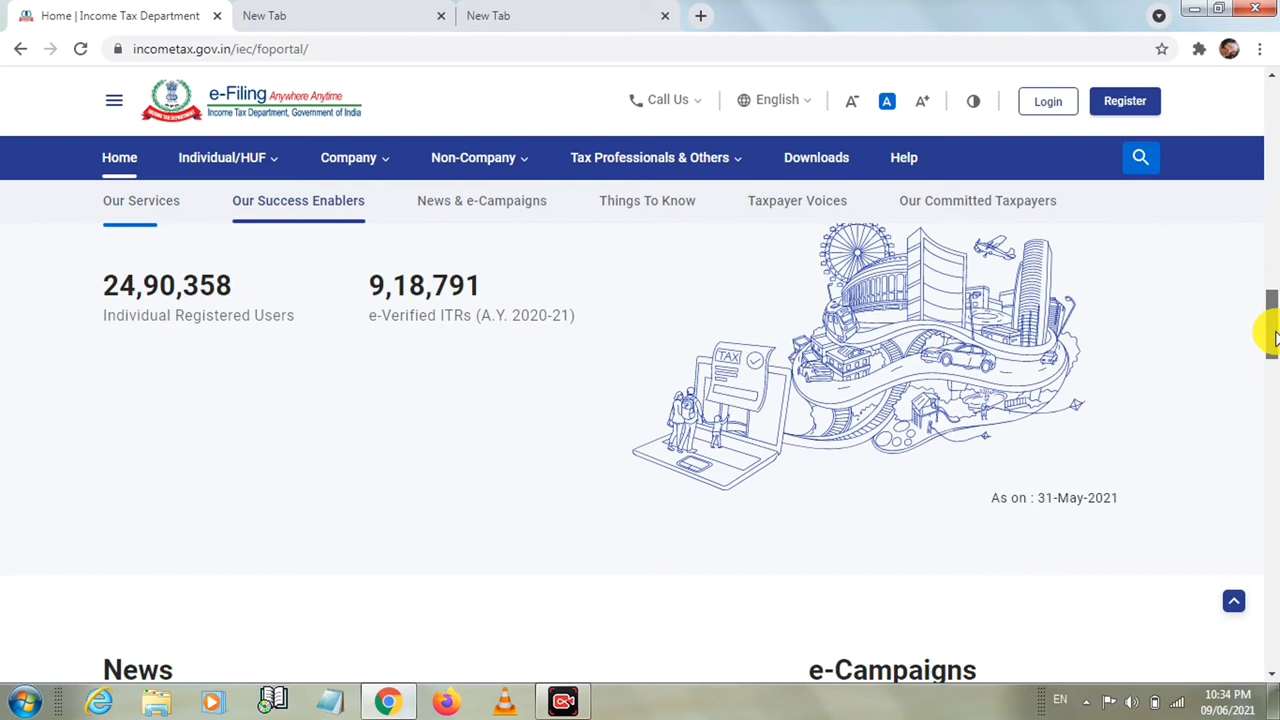 Home | Income Tax Department
New Tab
New Tab
incometax.gov.in/iec/foportal/
e-Filing Anywhere Anytime
Income Tax Department, Government of India
Call Us
English
A-
A
A+
Login
Register
Home
Individual/HUF
Company
Non-Company
Tax Professionals & Others
Downloads
Help
Our Services
Our Success Enablers
News & e-Campaigns
Things To Know
Taxpayer Voices
Our Committed Taxpayers
24,90,358
9,18,791
Individual Registered Users
e-Verified ITRs (A.Y. 2020-21)
TAX
As on : 31-May-2021
News
e-Campaigns
EN
10:34 PM
09/06/2021